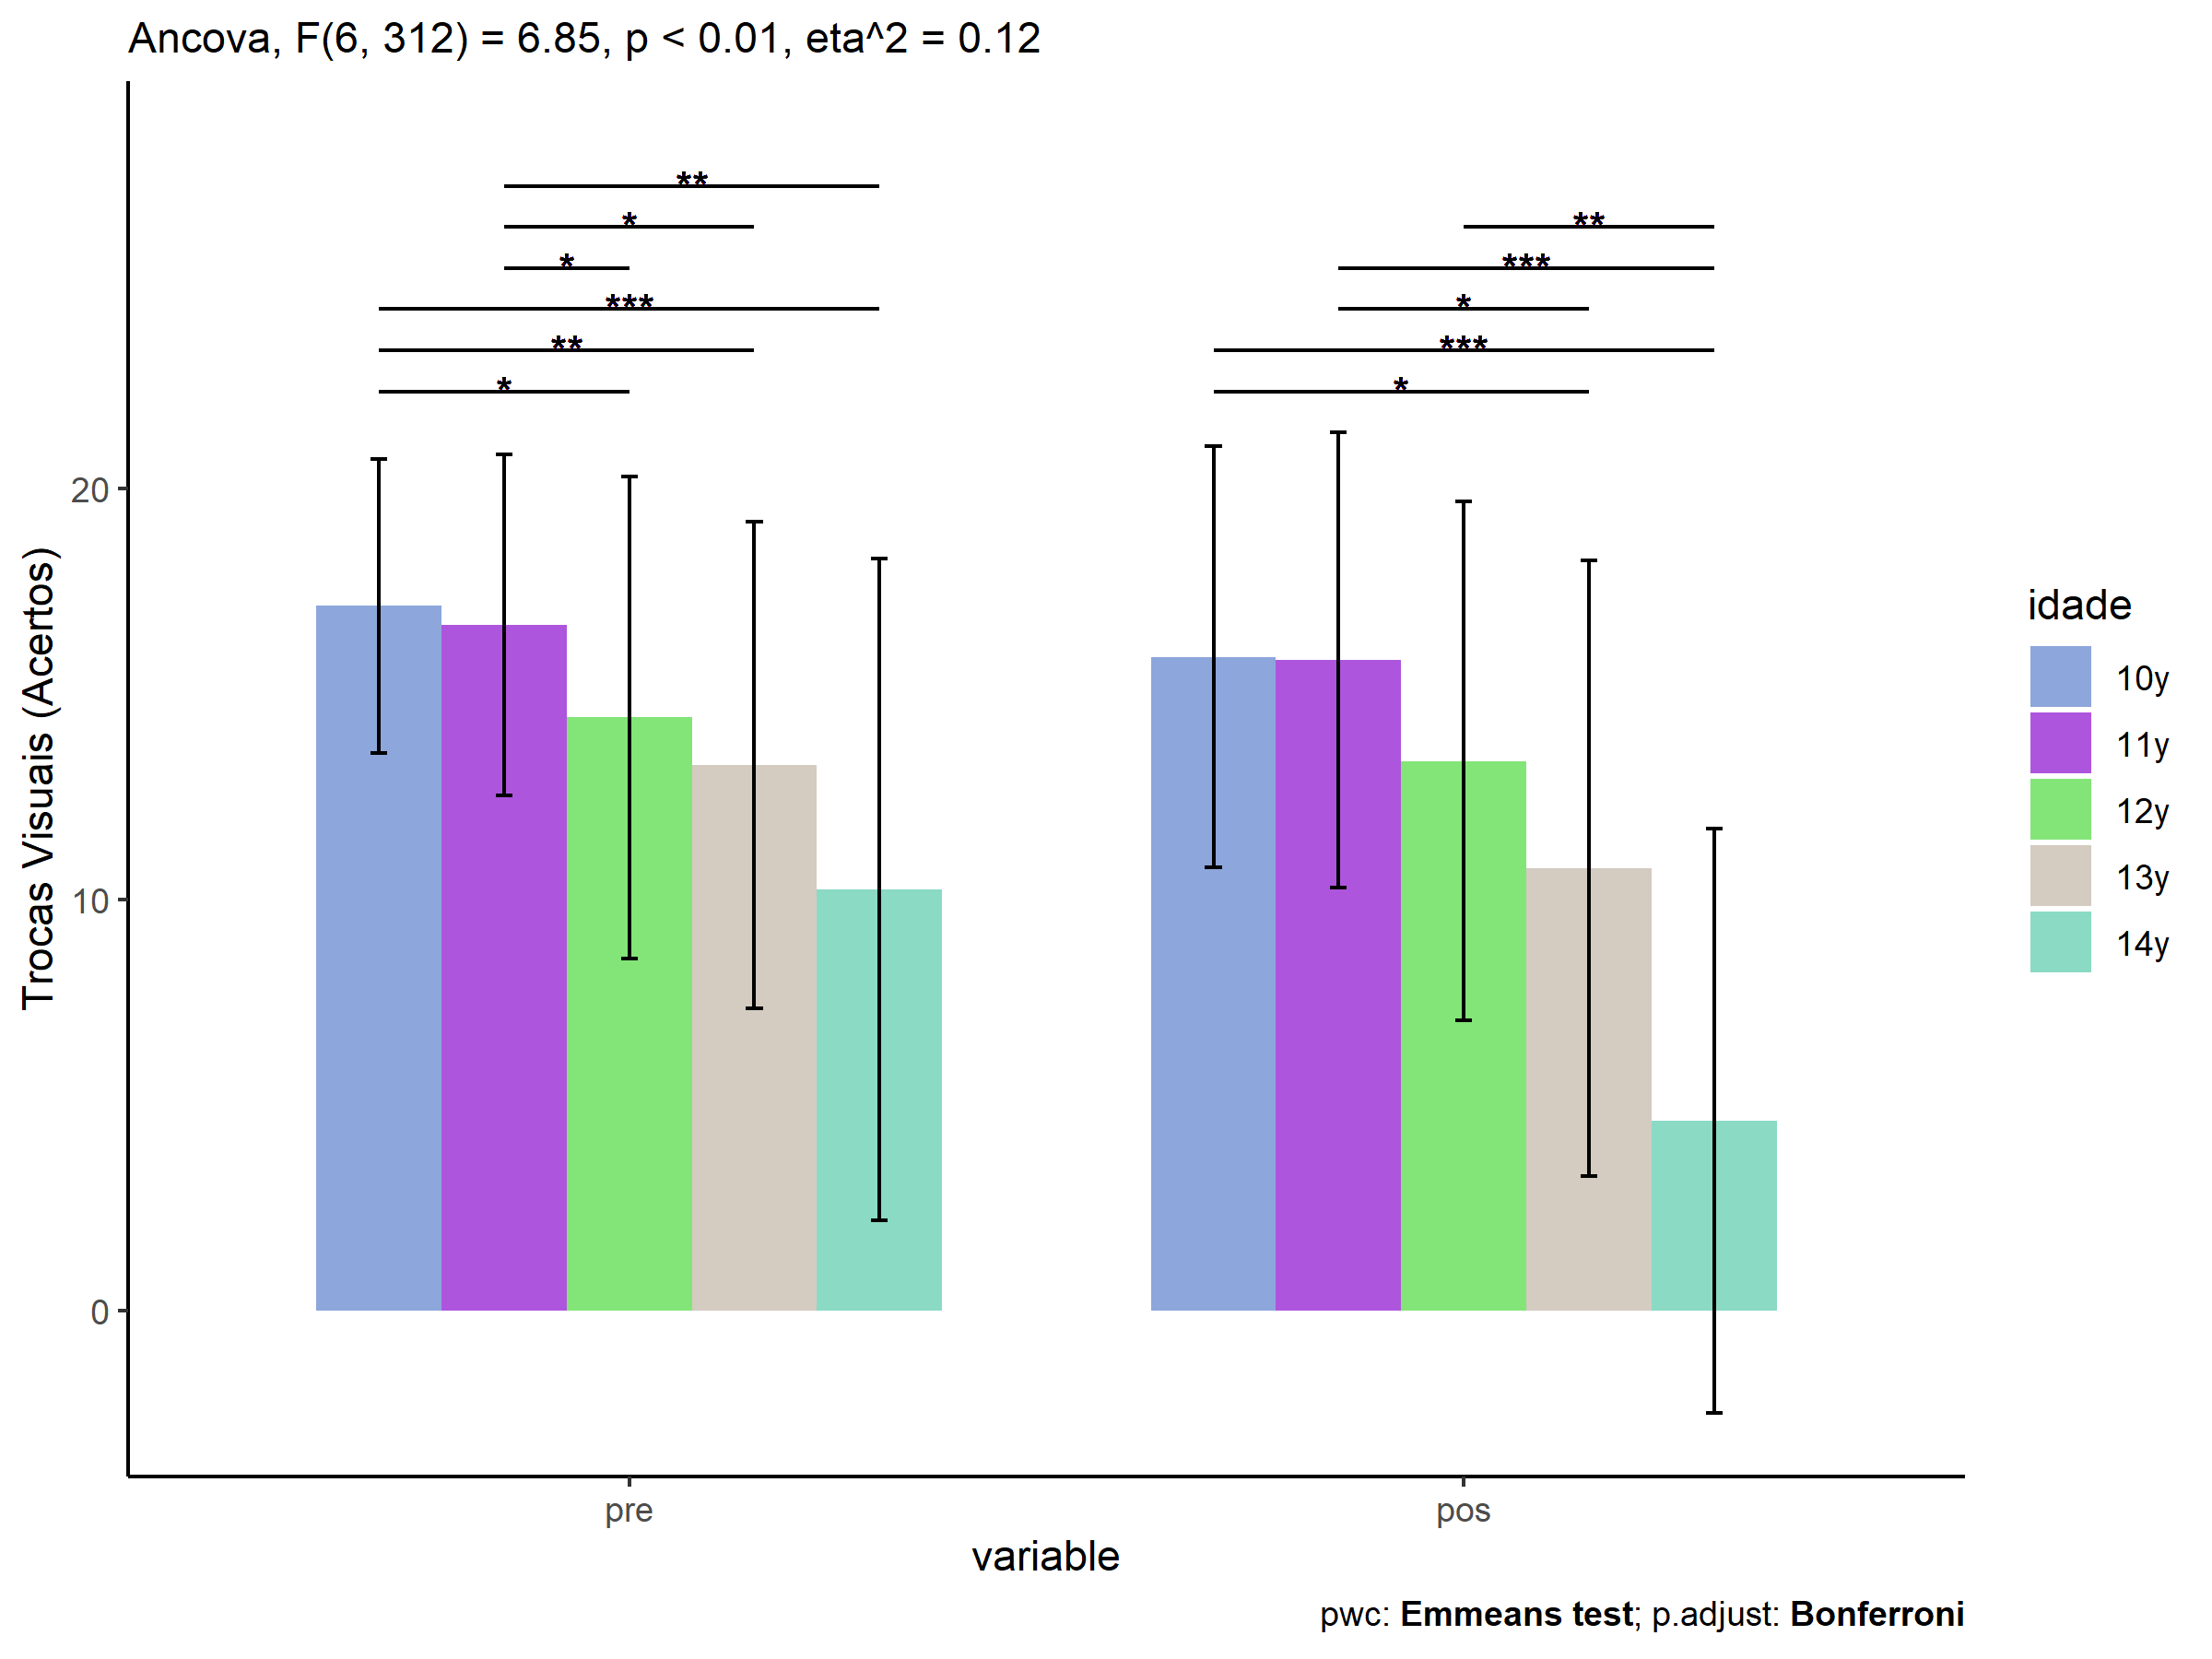 Ancova, F(6, 312) = 6.85, p < 0.01, eta^2 = 0.12
**
*
*
***
**
*
**
***
*
***
*
20
10
0
Trocas Visuais (Acertos)
pre
pos
variable
idade
10y
11y
12y
13y
14y
pwc: Emmeans test; p.adjust: Bonferroni